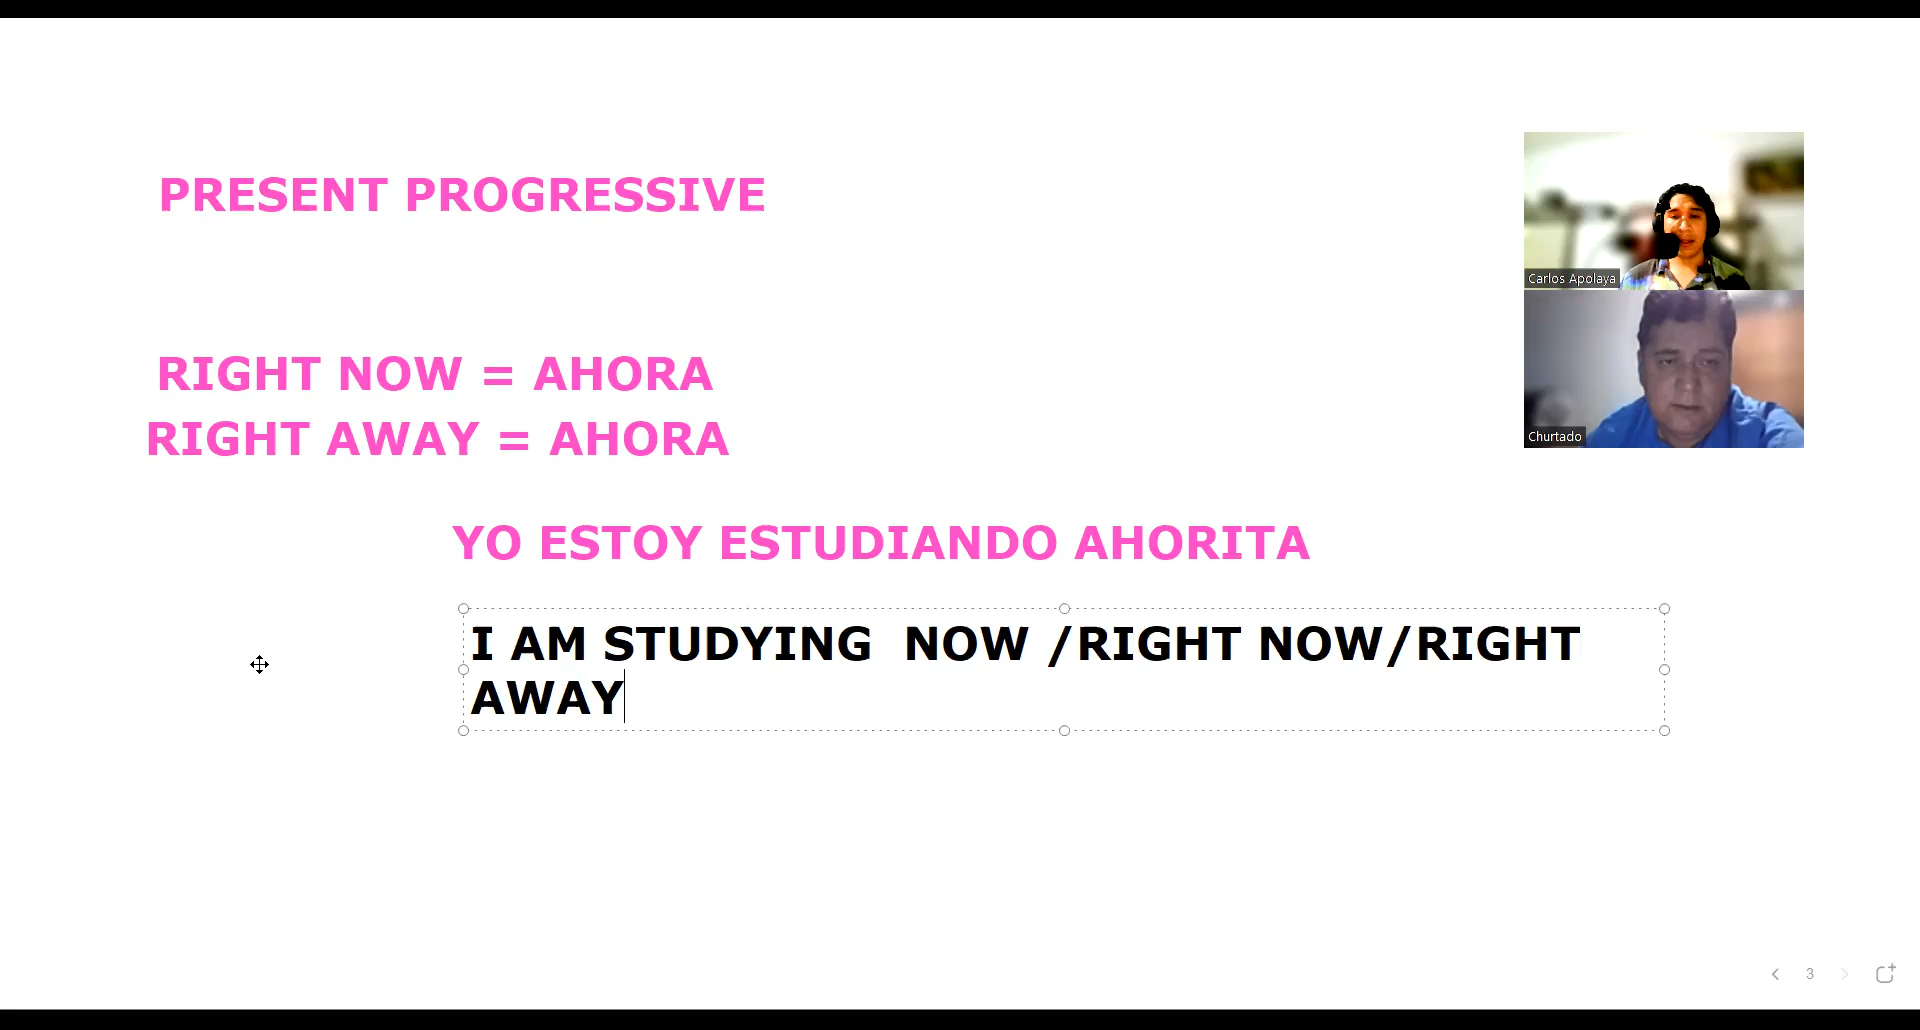 PRESENT PROGRESSIVE
RIGHT NOW = AHORA
RIGHT AWAY = AHORA
YO ESTOY ESTUDIANDO AHORITA
I AM STUDYING  NOW /RIGHT NOW/RIGHT
AWAY
Carlos Apolaya
Churtado
3